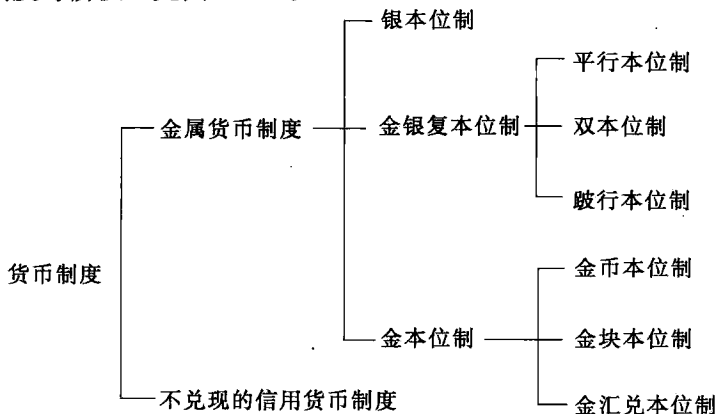 银本位制
平行本位制
金属货币制度
金银复本位制
双本位制
跛行本位制
货币制度
金币本位制
金本位制
金块本位制
不兑现的信用货币制度
金汇兑本位制